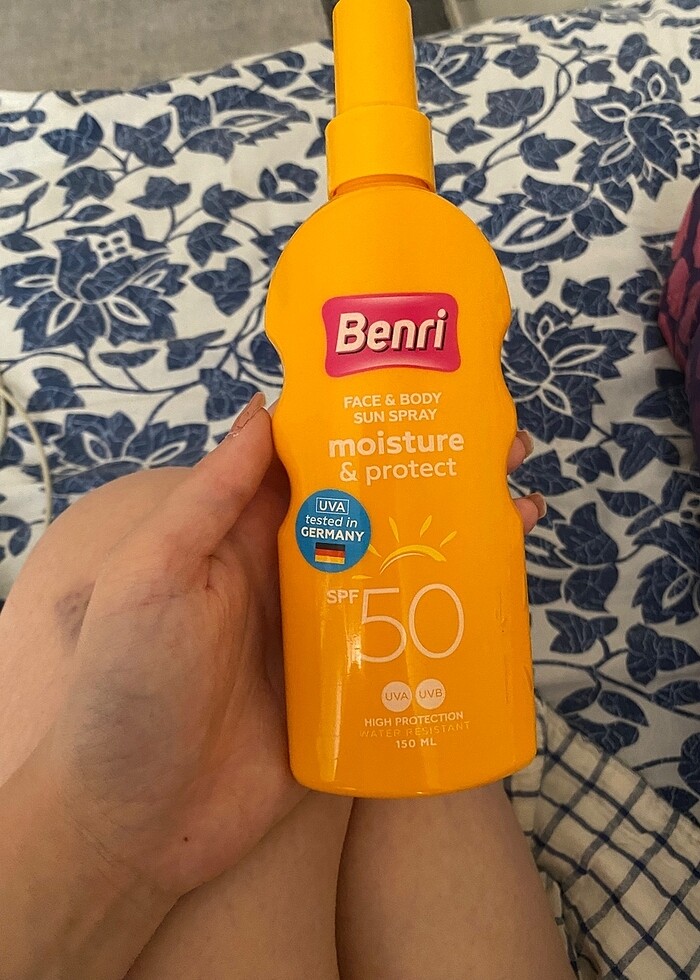 Benri
FACE & BODY
SUN SPRAY
moisture
& protect
UVA
tested in
GERMANY
SPF 50
UVA UVB
HIGH PROTECTION
WATER RESISTANT
150 ML